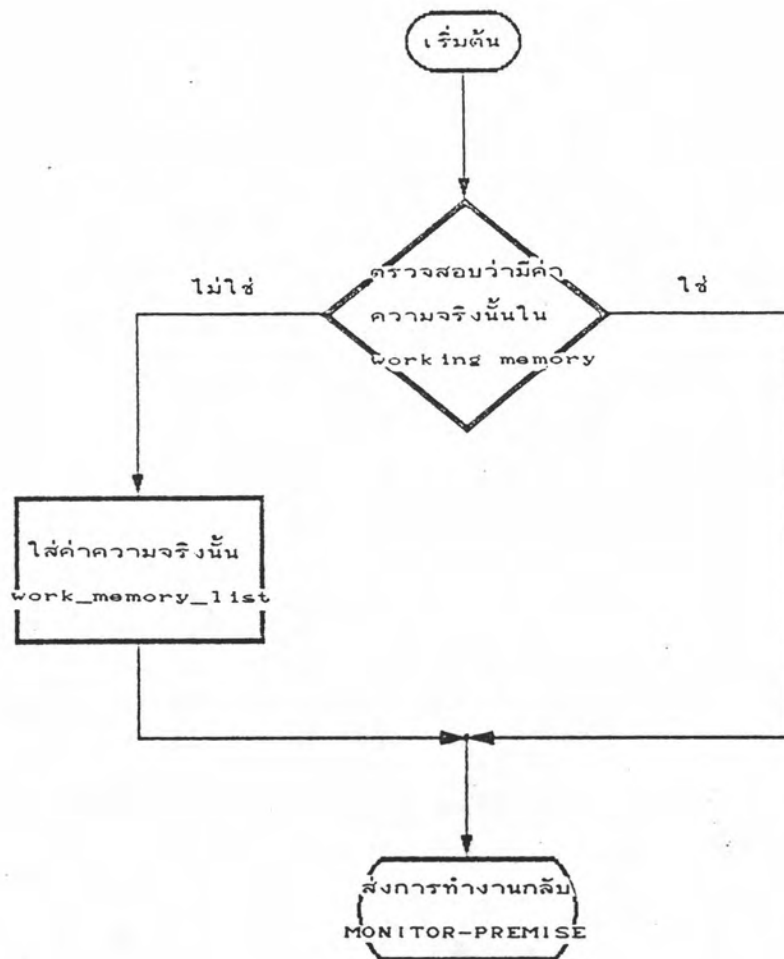 เริ่มต้น
ตรวจสอบว่ามีค่า
ไม่ใช่
ใช่
ความจริงนั้นใน
working memory
ใส่ค่าความจริงนั้น
work_memory_list
ส่งการทำงานกลับ
MONITOR-PREMISE